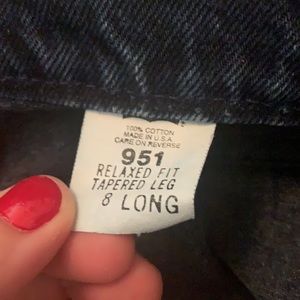 100% COTTON
MADE IN U.S.A.
CARE ON REVERSE
951
RELAXED FIT
TAPERED LEG
8 LONG